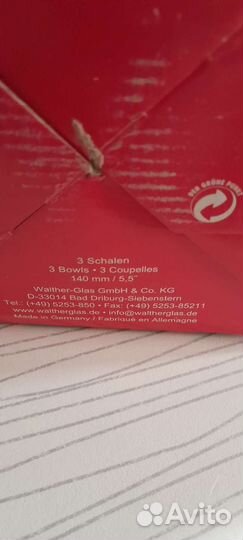 DER GRÜNE PUNKT
3 Schalen
3 Bowls • 3 Coupelles
140 mm / 5,5"
Walther-Glas GmbH & Co. KG
D-33014 Bad Driburg-Siebenstern
Tel.: (+49) 5253-850 • Fax: (+49) 5253-85211
www.waltherglas.de • info@waltherglas.de
Made in Germany / Fabriqué en Allemagne
Avito